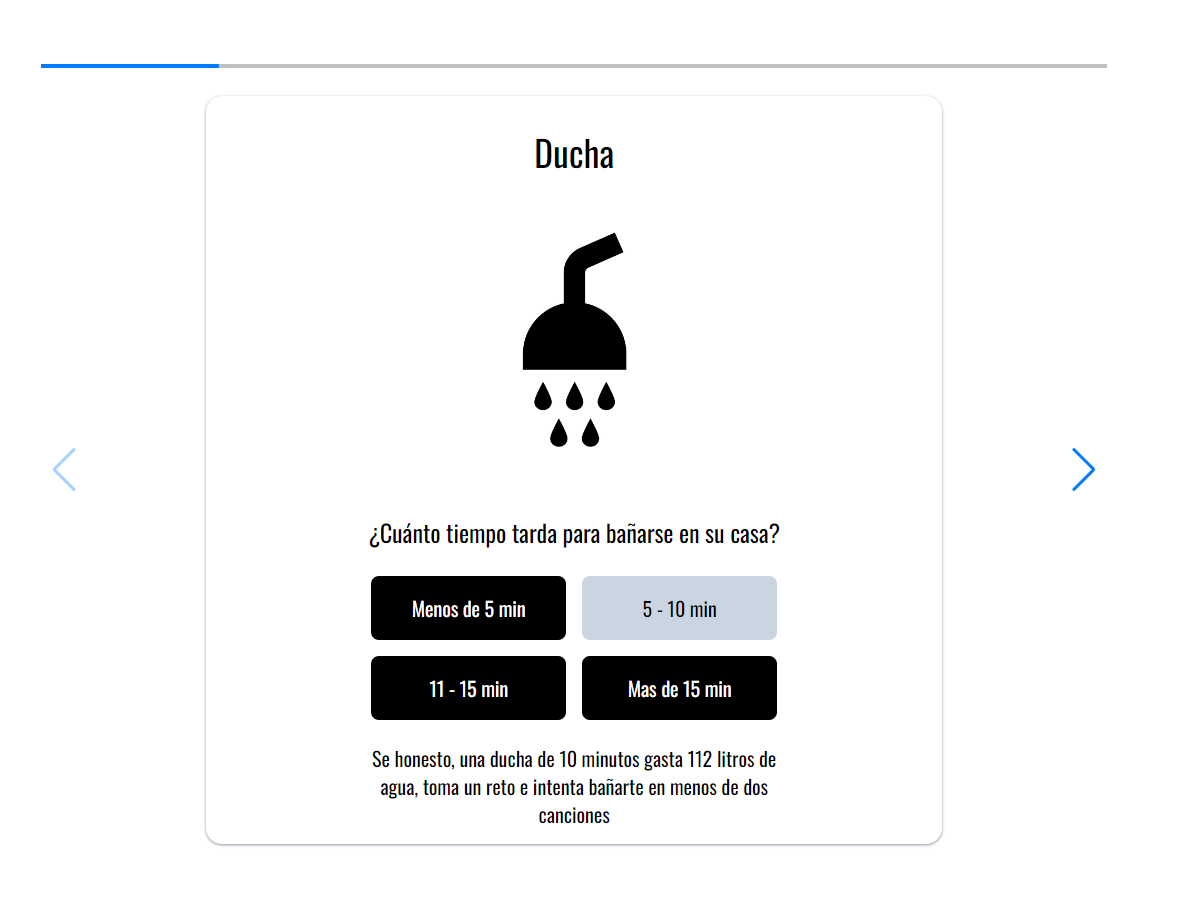 Ducha
¿Cuánto tiempo tarda para bañarse en su casa?
Menos de 5 min
5 - 10 min
11 - 15 min
Mas de 15 min
Se honesto, una ducha de 10 minutos gasta 112 litros de
agua, toma un reto e intenta bañarte en menos de dos
canciones